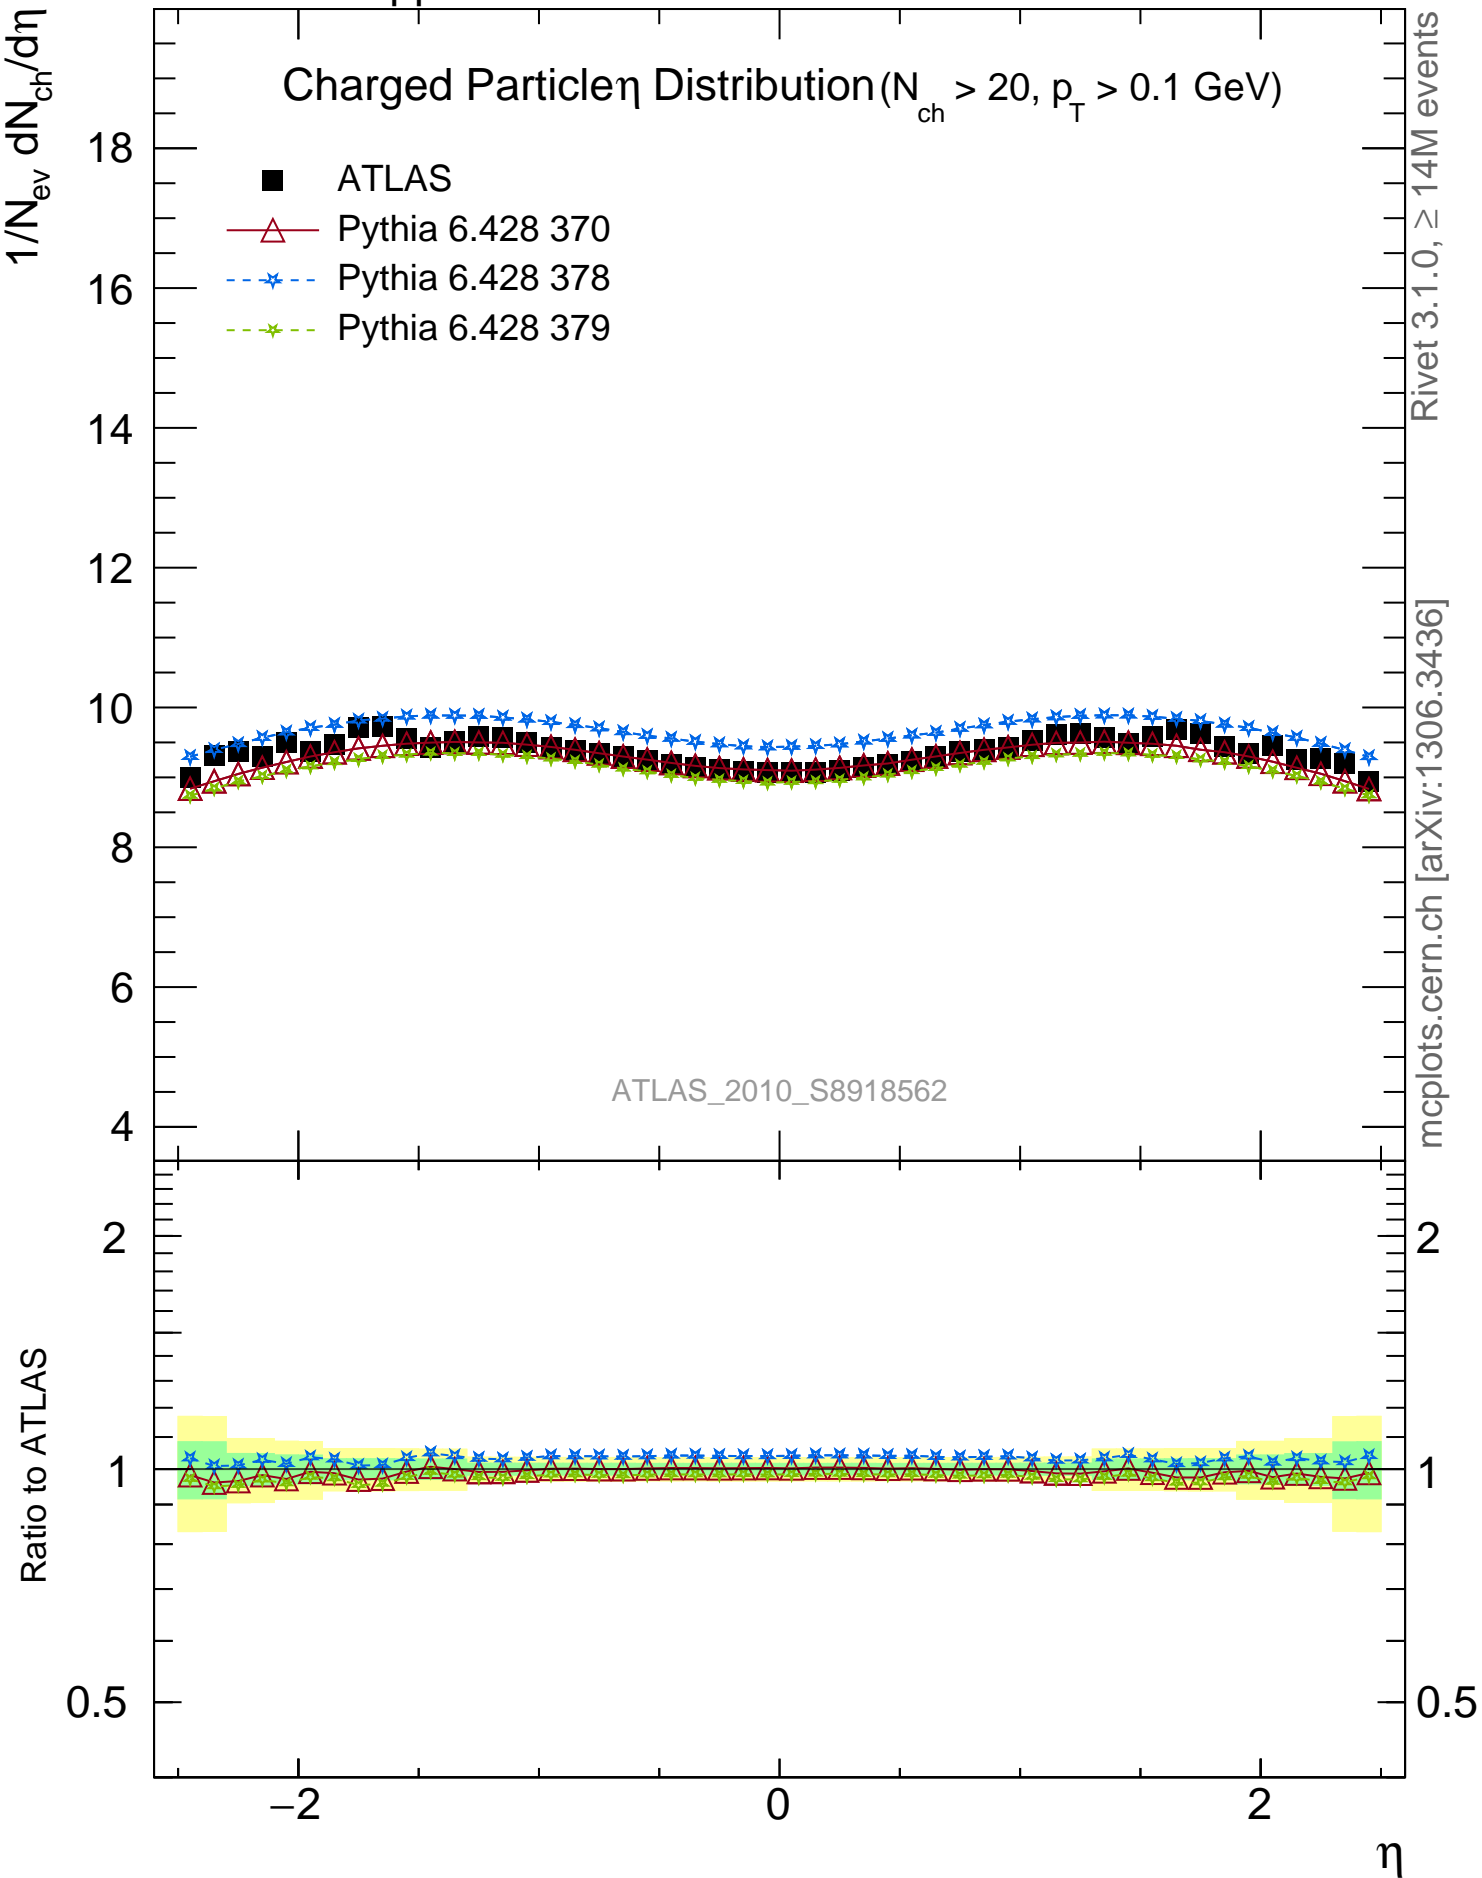 pp
1/N_ev dN_ch/dη
Charged Particleη Distribution (N_ch > 20, p_T > 0.1 GeV)
ATLAS
Pythia 6.428 370
Pythia 6.428 378
Pythia 6.428 379
18
16
14
12
10
8
6
4
ATLAS_2010_S8918562
Rivet 3.1.0, ≥ 14M events
mcplots.cern.ch [arXiv:1306.3436]
Ratio to ATLAS
2
1
0.5
2
1
0.5
−2
0
2
η